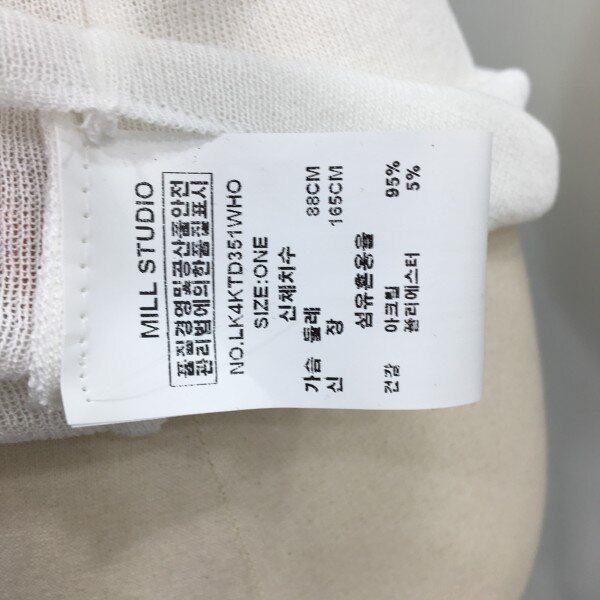 MILL STUDIO
품질경영및공산품안전
관리법에의한품질표시
NO.LK4KTD351WHO
SIZE:ONE
신체치수
가슴 둘레 88CM
신 장 165CM
섬유혼용율
겉감 아크릴 95%
폴리에스터 5%